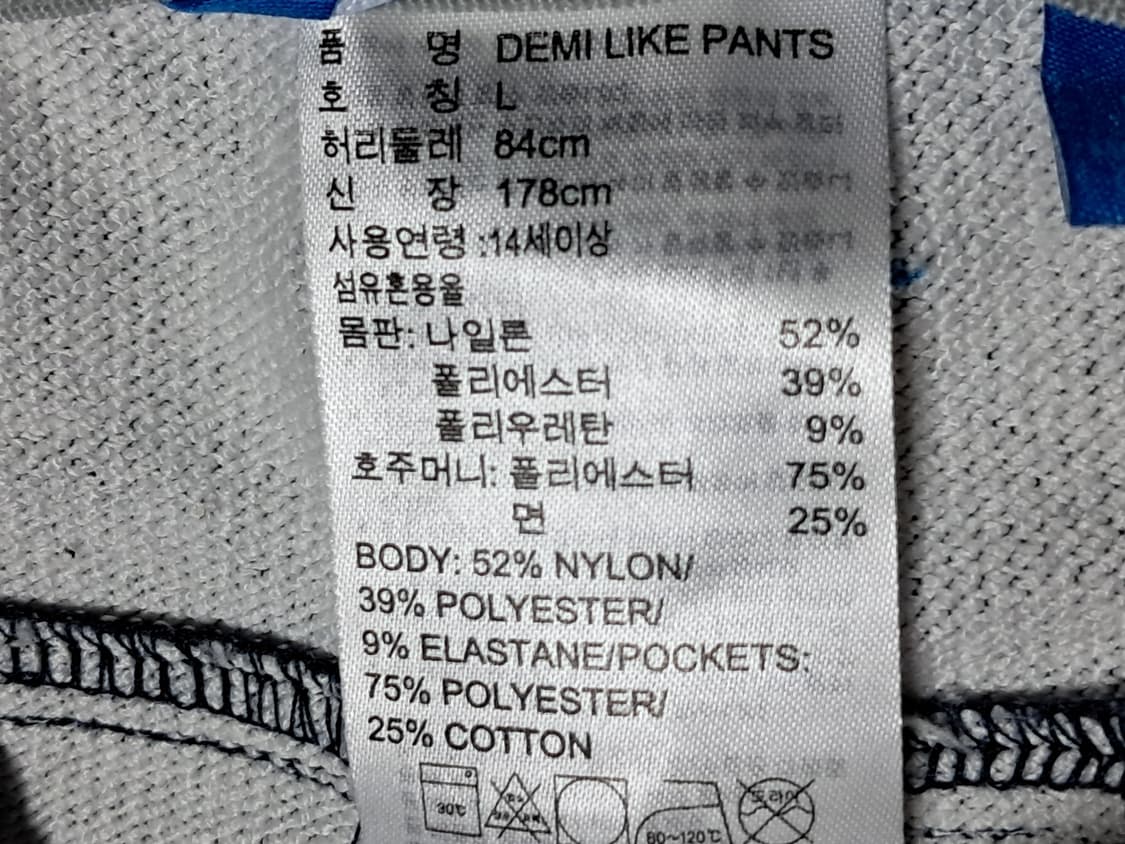 품 명 DEMI LIKE PANTS
호 칭 L
허리둘레 84cm
신 장 178cm
사용연령 :14세이상
섬유혼용율
몸판: 나일론 52%
폴리에스터 39%
폴리우레탄 9%
호주머니: 폴리에스터 75%
면 25%
BODY: 52% NYLON/
39% POLYESTER/
9% ELASTANE/POCKETS:
75% POLYESTER/
25% COTTON
30℃ 80~120℃ 드라이